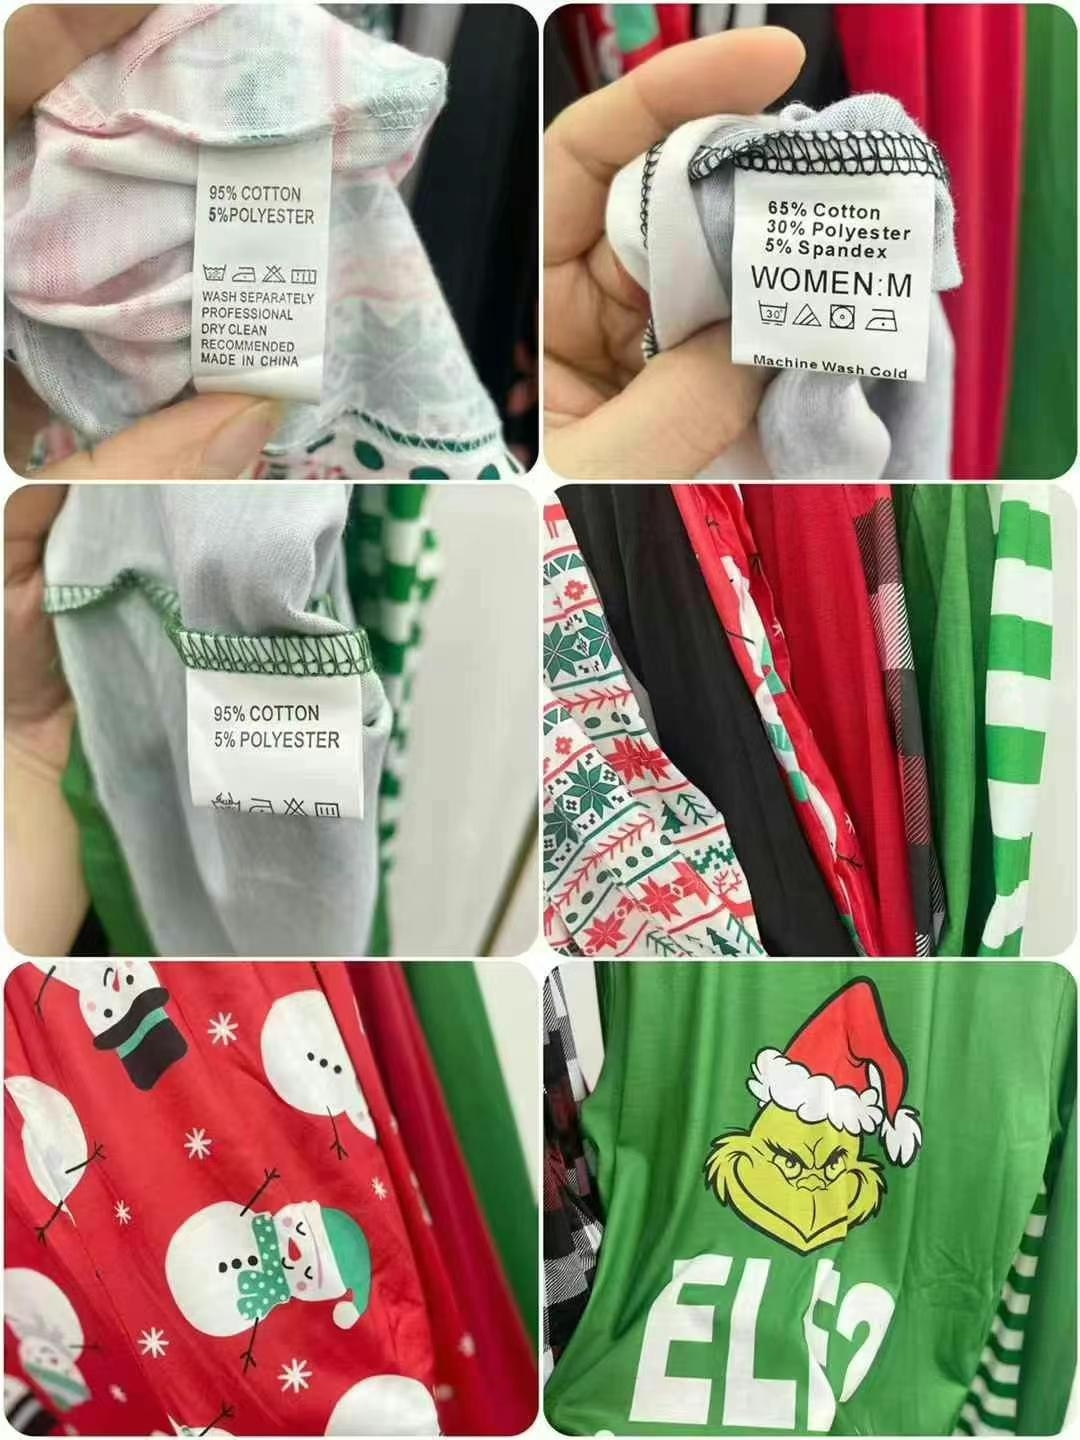 95% COTTON
5%POLYESTER
WASH SEPARATELY
PROFESSIONAL
DRY CLEAN
RECOMMENDED
MADE IN CHINA
65% Cotton
30% Polyester
5% Spandex
WOMEN:M
30°
Machine Wash Cold
95% COTTON
5% POLYESTER
ELF?